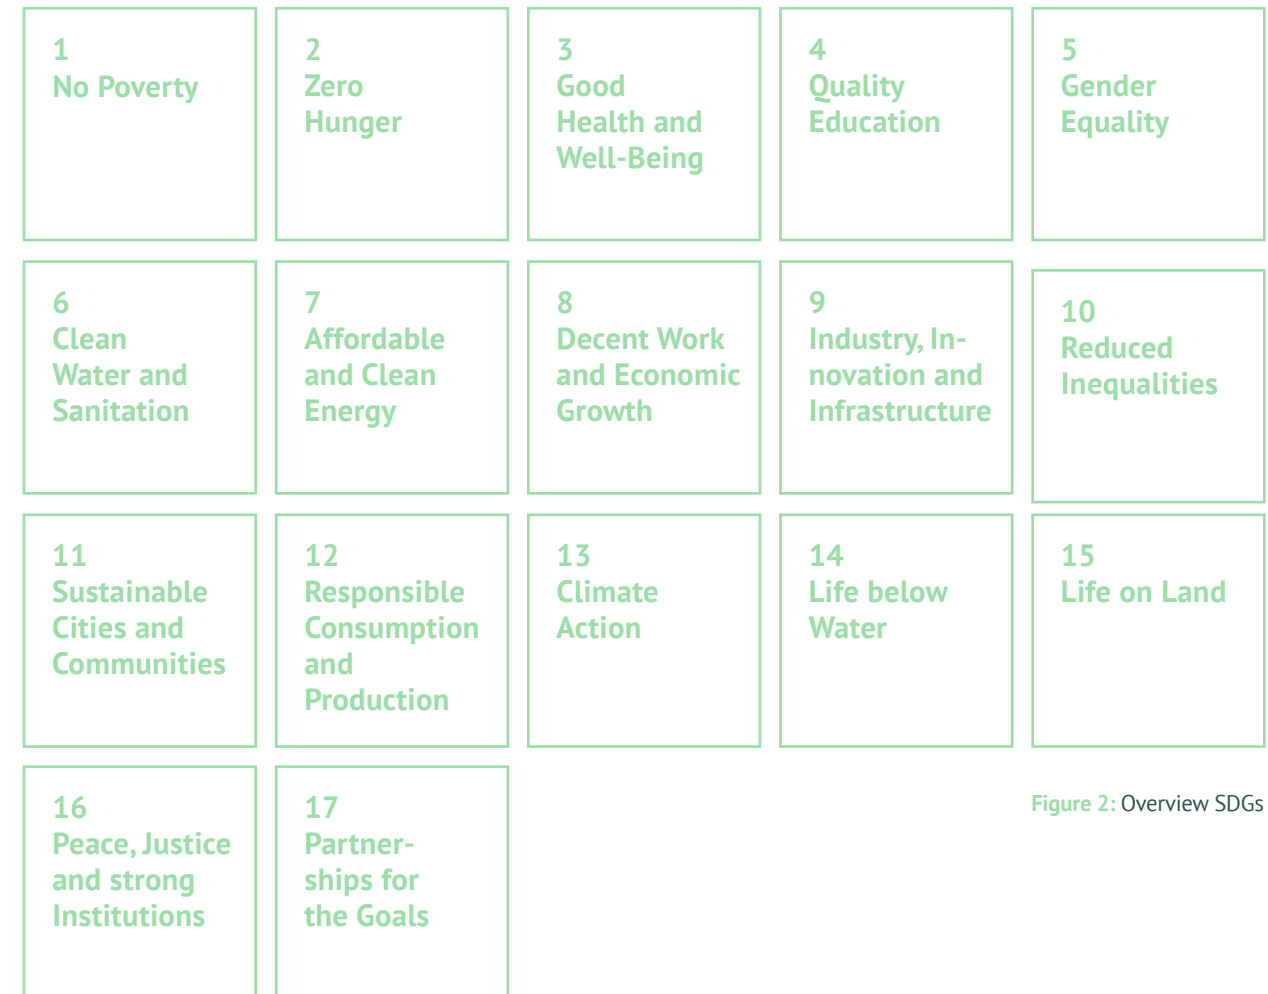 1
No Poverty
2
Zero
Hunger
3
Good
Health and
Well-Being
4
Quality
Education
5
Gender
Equality
6
Clean
Water and
Sanitation
7
Affordable
and Clean
Energy
8
Decent Work
and Economic
Growth
9
Industry, In-
novation and
Infrastructure
10
Reduced
Inequalities
11
Sustainable
Cities and
Communities
12
Responsible
Consumption
and
Production
13
Climate
Action
14
Life below
Water
15
Life on Land
16
Peace, Justice
and strong
Institutions
17
Partner-
ships for
the Goals
Figure 2: Overview SDGs